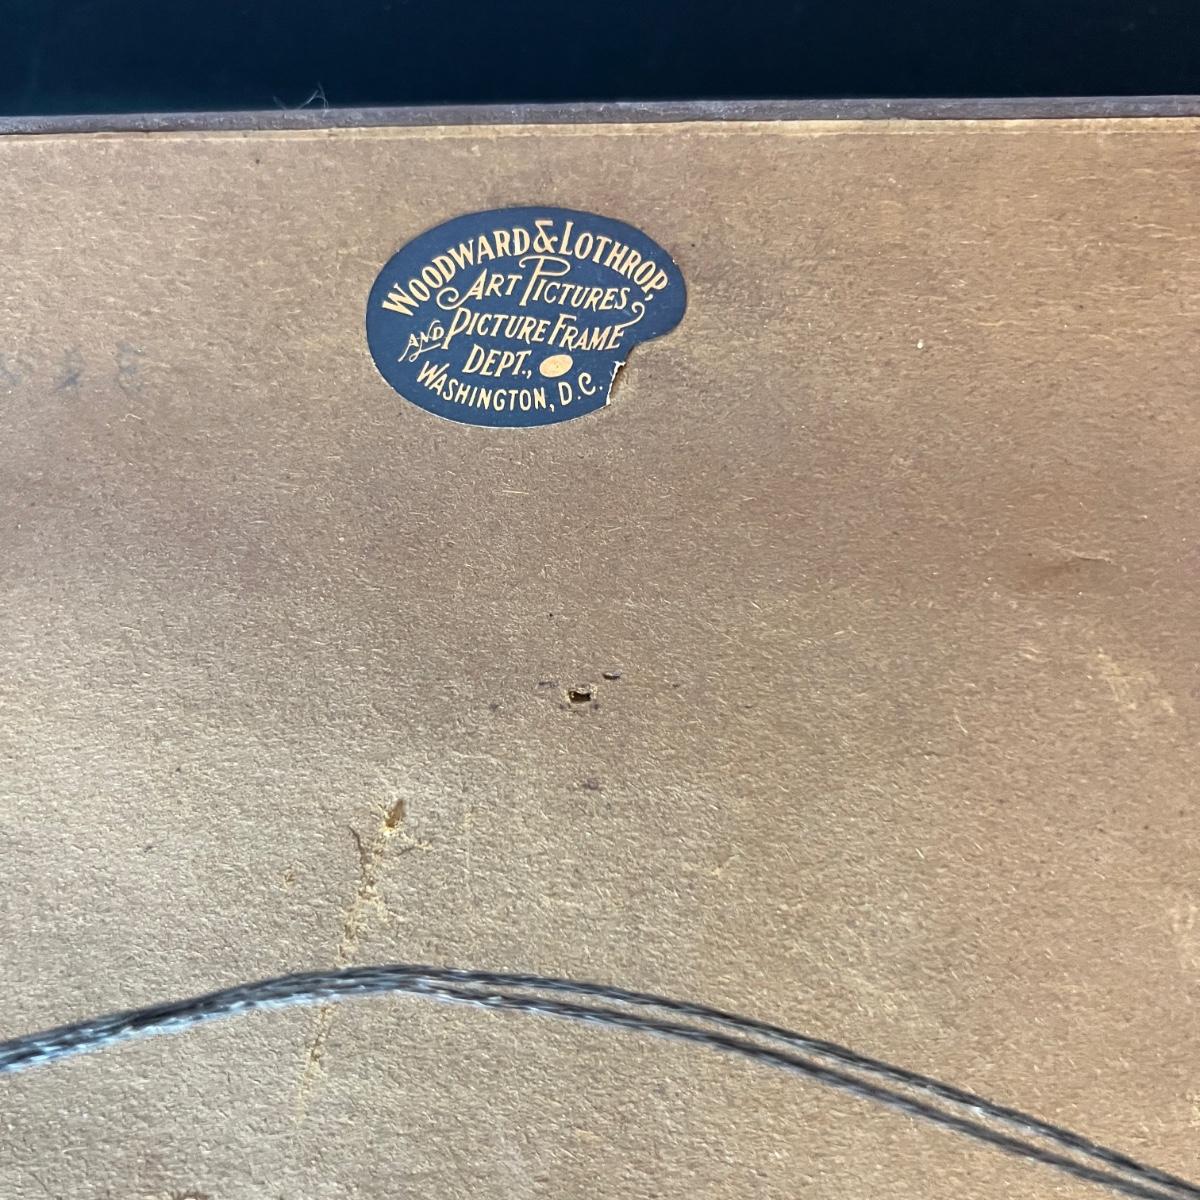 WOODWARD & LOTHROP,
ART PICTURES
AND PICTURE FRAME
DEPT.,
WASHINGTON, D.C.